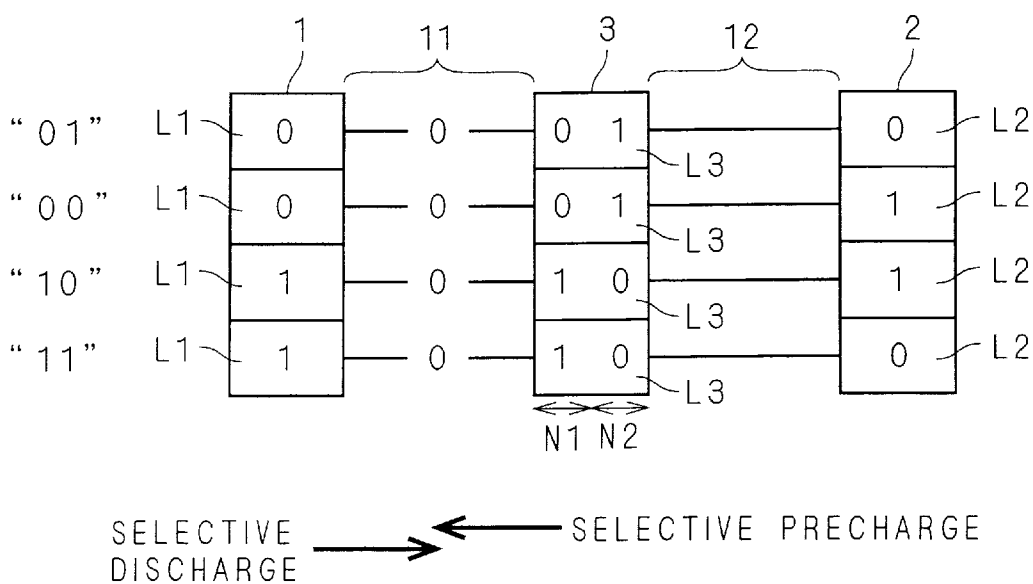 1 11 3 12 2
“01” L1 0 0 0 1 0 L2
L3
“00” L1 0 0 0 1 1 L2
L3
“10” L1 1 0 1 0 1 L2
L3
“11” L1 1 0 1 0 0 L2
L3
N1 N2
SELECTIVE PRECHARGE
SELECTIVE
DISCHARGE